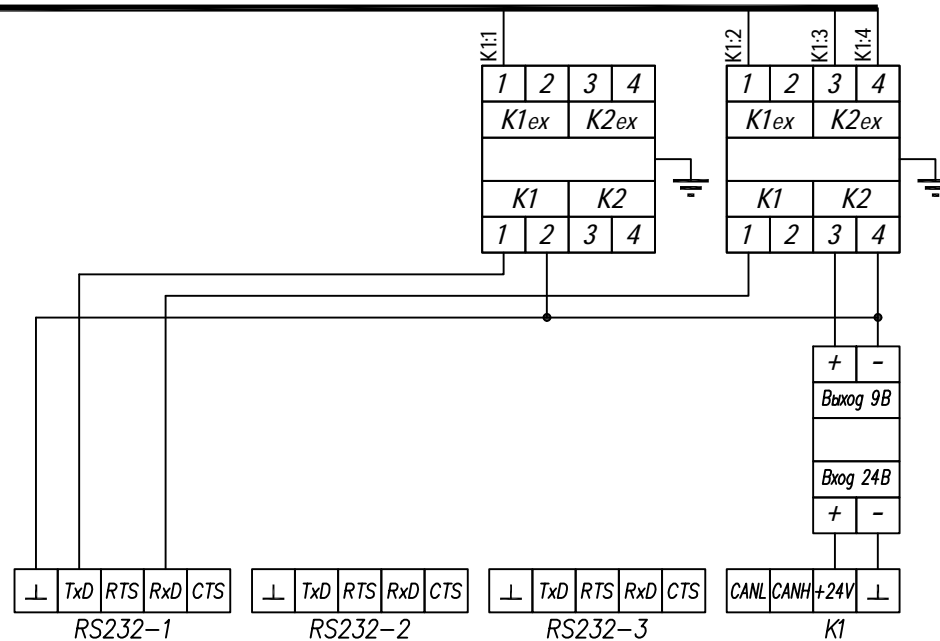 K1:1 K1:2 K1:3 K1:4
1 2 3 4 1 2 3 4
K1ex K2ex K1ex K2ex
K1 K2 K1 K2
1 2 3 4 1 2 3 4
+ -
Выход 9В
Вход 24В
+ -
⊥ TxD RTS RxD CTS ⊥ TxD RTS RxD CTS ⊥ TxD RTS RxD CTS CANL CANH +24V ⊥
RS232-1 RS232-2 RS232-3 K1